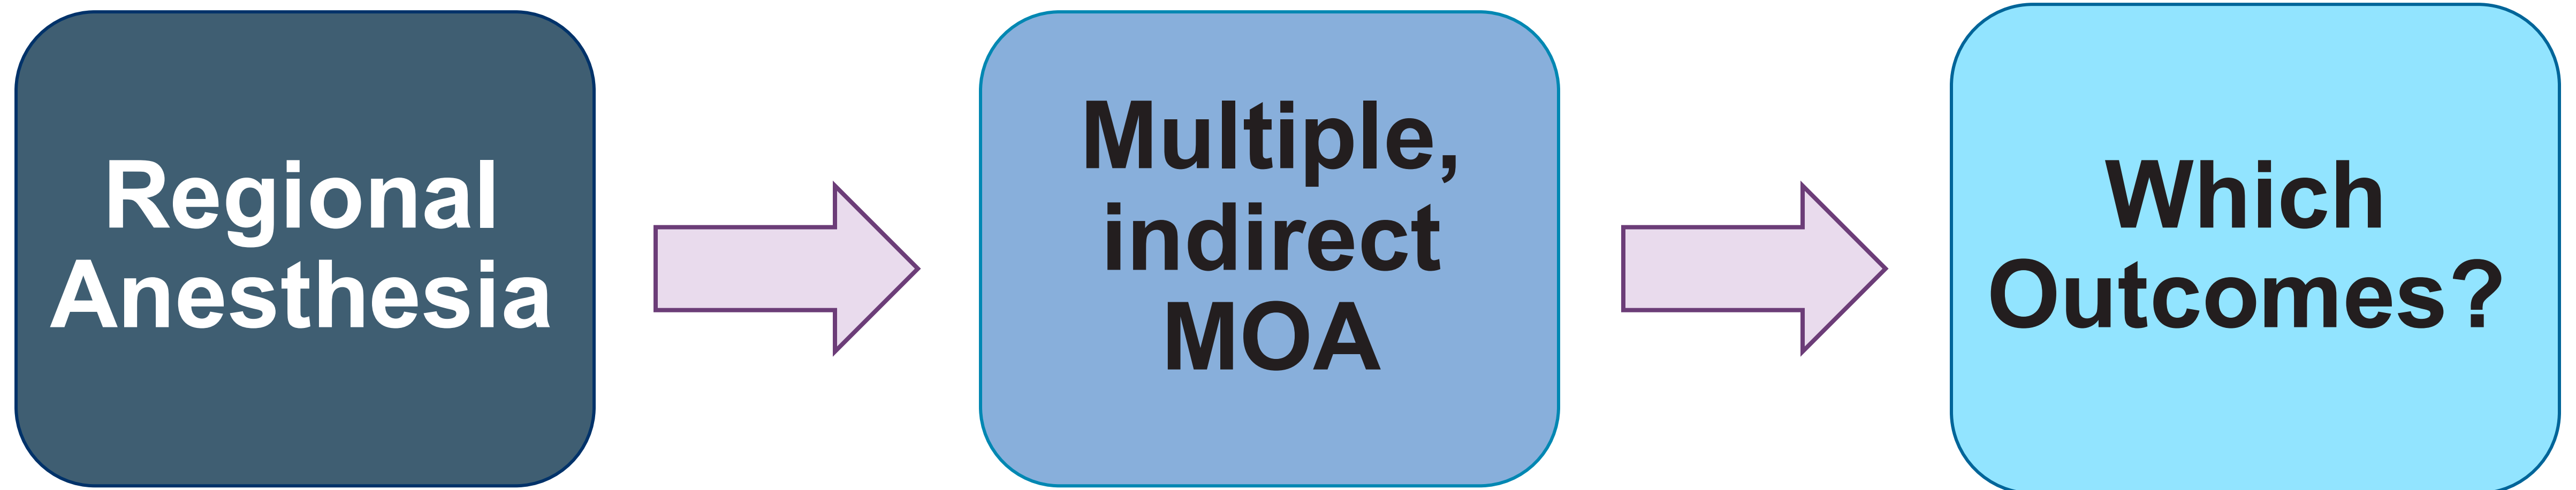 Regional
Anesthesia
Multiple,
indirect
MOA
Which
Outcomes?